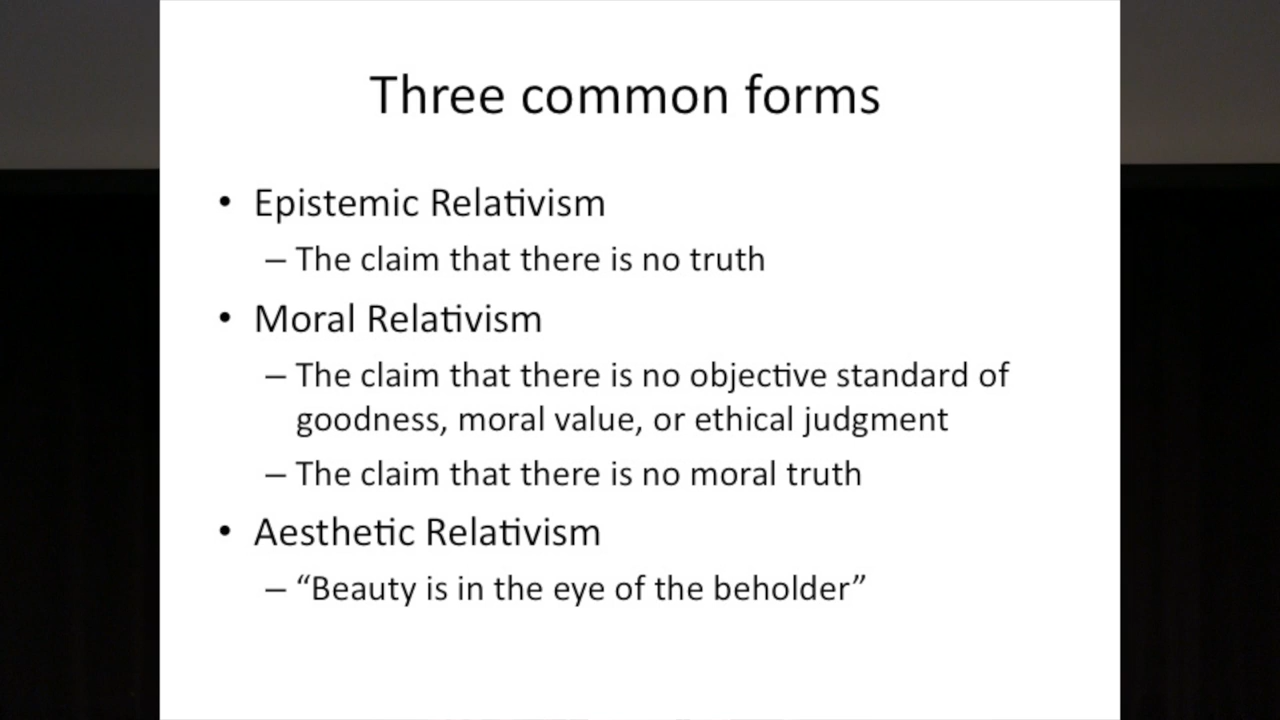 Three common forms
• Epistemic Relativism
– The claim that there is no truth
• Moral Relativism
– The claim that there is no objective standard of
goodness, moral value, or ethical judgment
– The claim that there is no moral truth
• Aesthetic Relativism
– “Beauty is in the eye of the beholder”